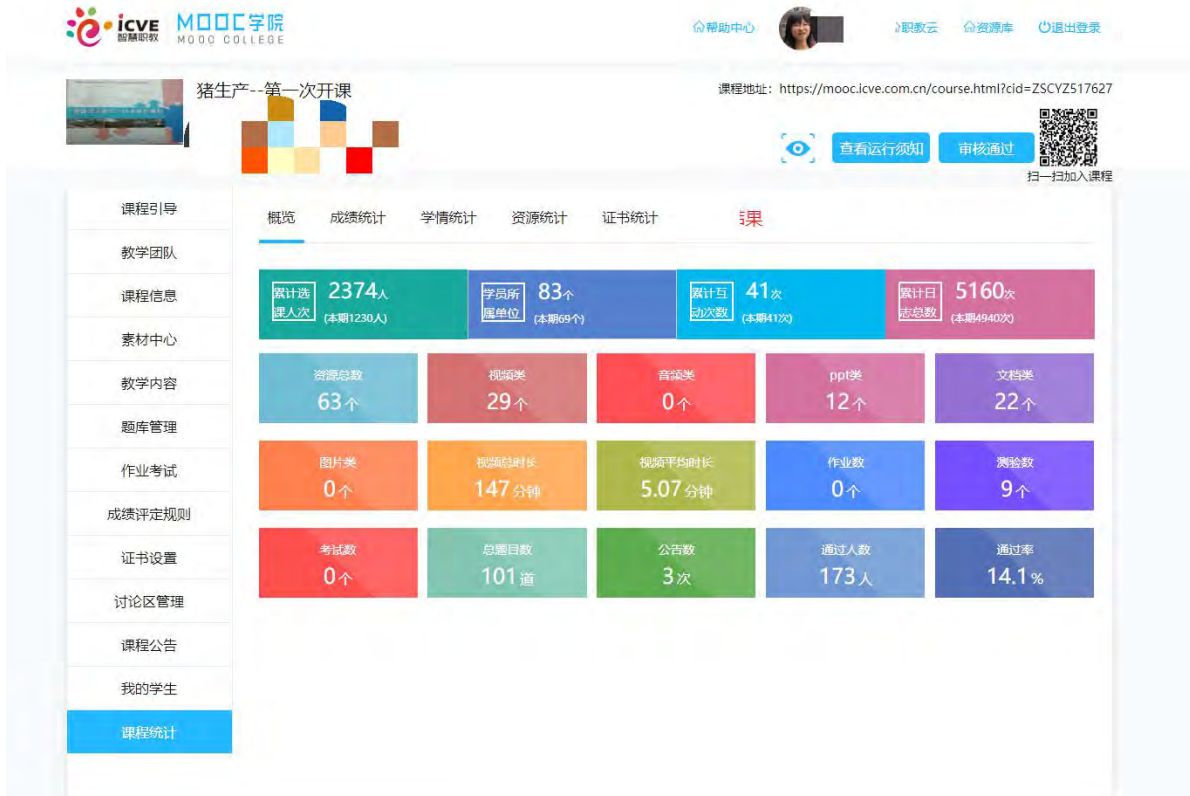 icve 智慧职教 MOOC学院 MOOC COLLEGE
帮助中心 职教云 资源库 退出登录
猪生产--第一次开课
课程地址：https://mooc.icve.com.cn/course.html?cid=ZSCYZ517627
查看运行须知 审核通过
扫一扫加入课程
课程引导
教学团队
课程信息
素材中心
教学内容
题库管理
作业考试
成绩评定规则
证书设置
讨论区管理
课程公告
我的学生
课程统计
概览 成绩统计 学情统计 资源统计 证书统计 课
累计选课人次 2374人 (本期1230人)
学员所属单位 83个 (本期69个)
累计互动次数 41次 (本期41次)
累计日志总数 5160次 (本期4940次)
资源总数 视频类 音频类 ppt类 文档类
63个 29个 0个 12个 22个
图片类 视频总时长 视频平均时长 作业数 测验数
0个 147分钟 5.07分钟 0个 9个
考试数 总题目数 公告数 通过人数 通过率
0个 101道 3次 173人 14.1%